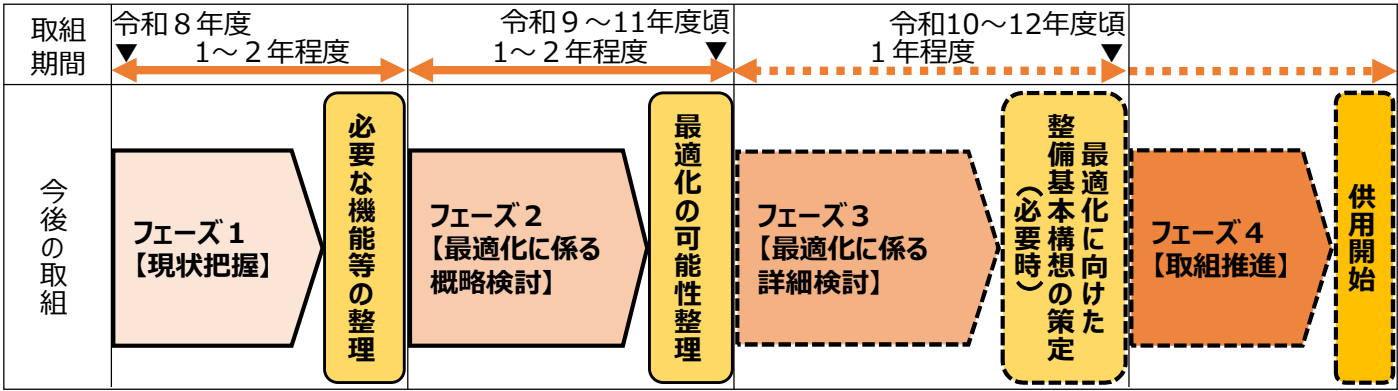 取組
期間
令和８年度
▼
1～２年程度
令和９～11年度頃
▼
1～２年程度
令和10～12年度頃
▼
１年程度
今後の取組
フェーズ１
【現状把握】
必要な機能等の整理
フェーズ２
【最適化に係る
概略検討】
最適化の可能性整理
フェーズ３
【最適化に係る
詳細検討】
最適化に向けた
整備基本構想の策定
（必要時）
フェーズ４
【取組推進】
供用開始